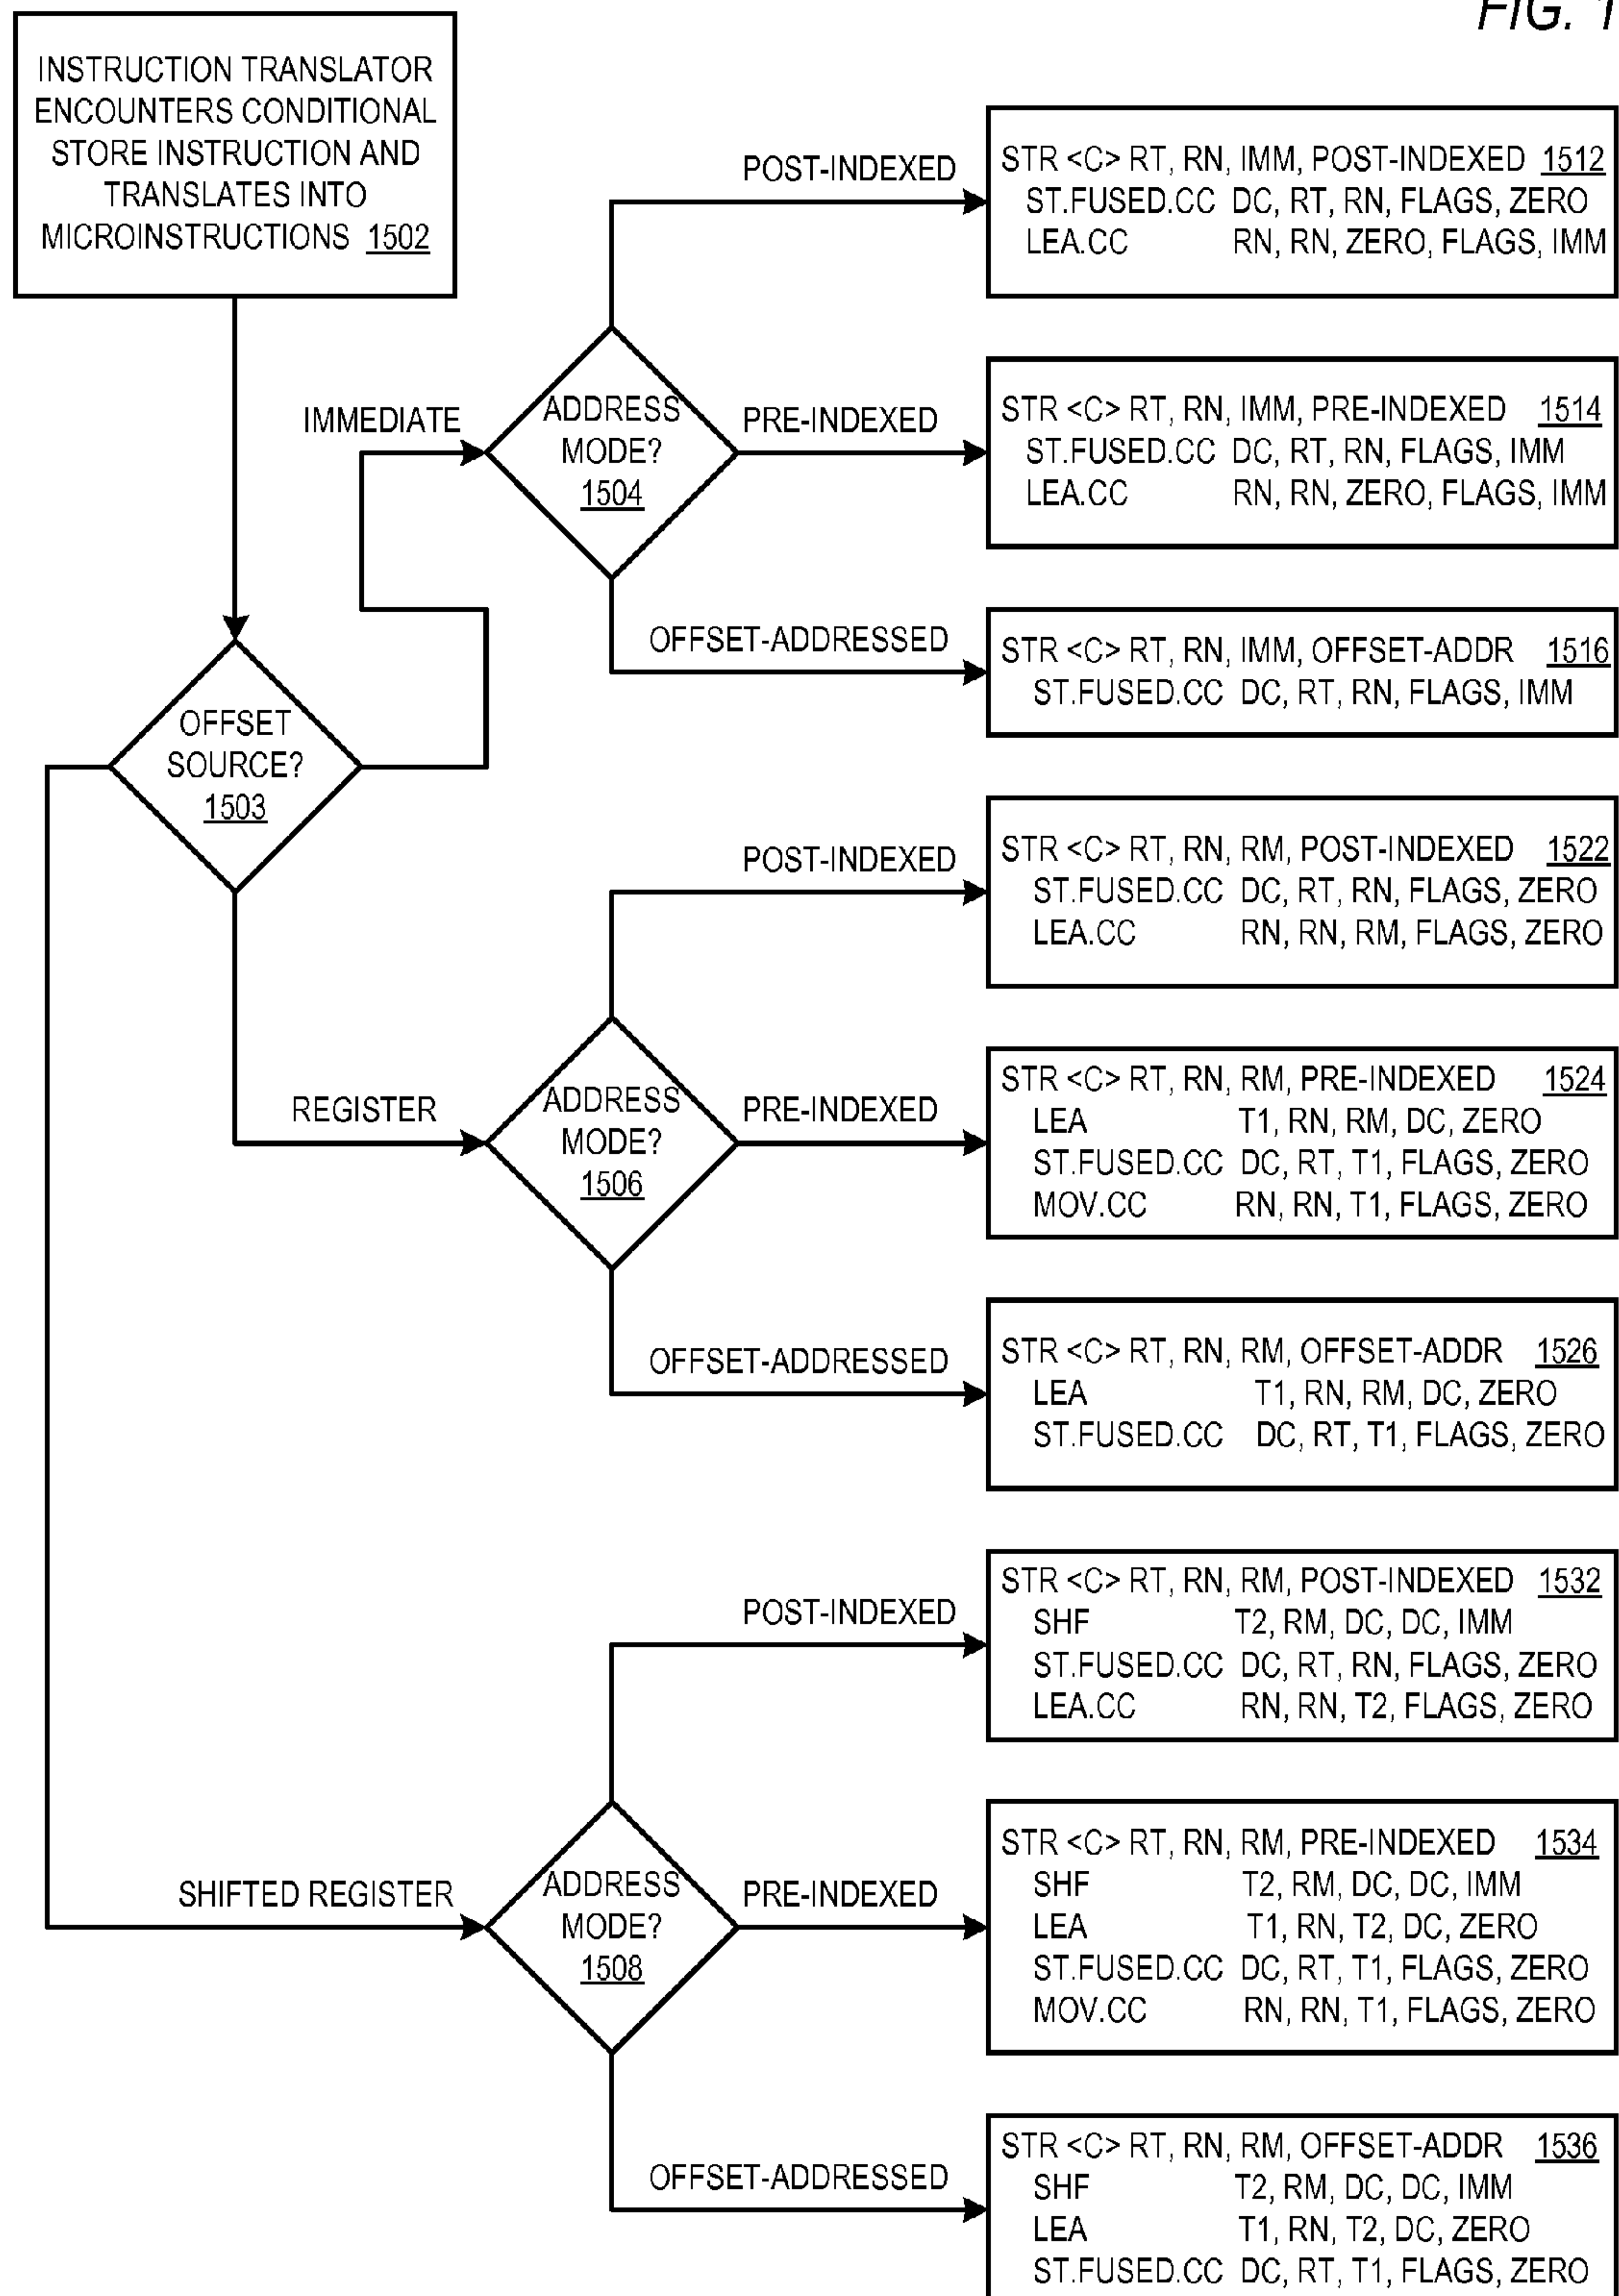 FIG. 1
INSTRUCTION TRANSLATOR
ENCOUNTERS CONDITIONAL
STORE INSTRUCTION AND
TRANSLATES INTO
MICROINSTRUCTIONS 1502
OFFSET
SOURCE?
1503
IMMEDIATE
ADDRESS
MODE?
1504
POST-INDEXED
STR <C> RT, RN, IMM, POST-INDEXED 1512
ST.FUSED.CC DC, RT, RN, FLAGS, ZERO
LEA.CC RN, RN, ZERO, FLAGS, IMM
PRE-INDEXED
STR <C> RT, RN, IMM, PRE-INDEXED 1514
ST.FUSED.CC DC, RT, RN, FLAGS, IMM
LEA.CC RN, RN, ZERO, FLAGS, IMM
OFFSET-ADDRESSED
STR <C> RT, RN, IMM, OFFSET-ADDR 1516
ST.FUSED.CC DC, RT, RN, FLAGS, IMM
REGISTER
ADDRESS
MODE?
1506
POST-INDEXED
STR <C> RT, RN, RM, POST-INDEXED 1522
ST.FUSED.CC DC, RT, RN, FLAGS, ZERO
LEA.CC RN, RN, RM, FLAGS, ZERO
PRE-INDEXED
STR <C> RT, RN, RM, PRE-INDEXED 1524
LEA T1, RN, RM, DC, ZERO
ST.FUSED.CC DC, RT, T1, FLAGS, ZERO
MOV.CC RN, RN, T1, FLAGS, ZERO
OFFSET-ADDRESSED
STR <C> RT, RN, RM, OFFSET-ADDR 1526
LEA T1, RN, RM, DC, ZERO
ST.FUSED.CC DC, RT, T1, FLAGS, ZERO
SHIFTED REGISTER
ADDRESS
MODE?
1508
POST-INDEXED
STR <C> RT, RN, RM, POST-INDEXED 1532
SHF T2, RM, DC, DC, IMM
ST.FUSED.CC DC, RT, RN, FLAGS, ZERO
LEA.CC RN, RN, T2, FLAGS, ZERO
PRE-INDEXED
STR <C> RT, RN, RM, PRE-INDEXED 1534
SHF T2, RM, DC, DC, IMM
LEA T1, RN, T2, DC, ZERO
ST.FUSED.CC DC, RT, T1, FLAGS, ZERO
MOV.CC RN, RN, T1, FLAGS, ZERO
OFFSET-ADDRESSED
STR <C> RT, RN, RM, OFFSET-ADDR 1536
SHF T2, RM, DC, DC, IMM
LEA T1, RN, T2, DC, ZERO
ST.FUSED.CC DC, RT, T1, FLAGS, ZERO